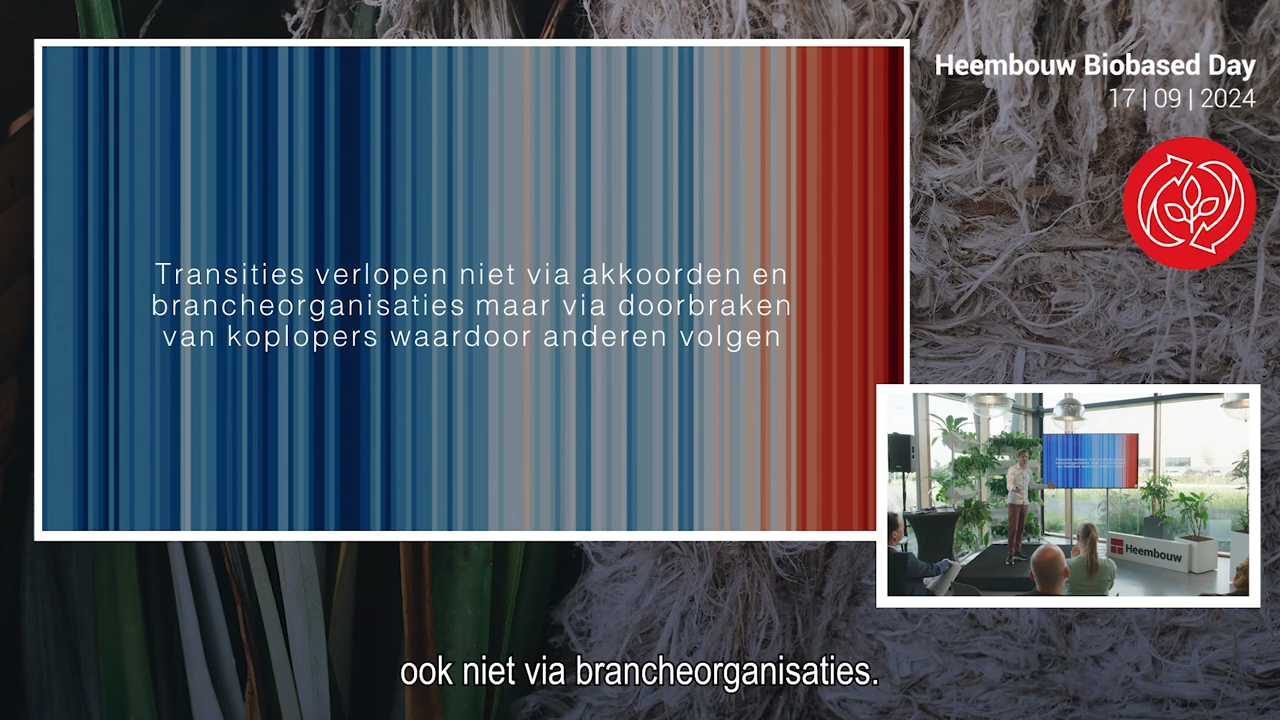 Heembouw Biobased Day
17 | 09 | 2024
Transities verlopen niet via akkoorden en
brancheorganisaties maar via doorbraken
van koplopers waardoor anderen volgen
Heembouw
ook niet via brancheorganisaties.